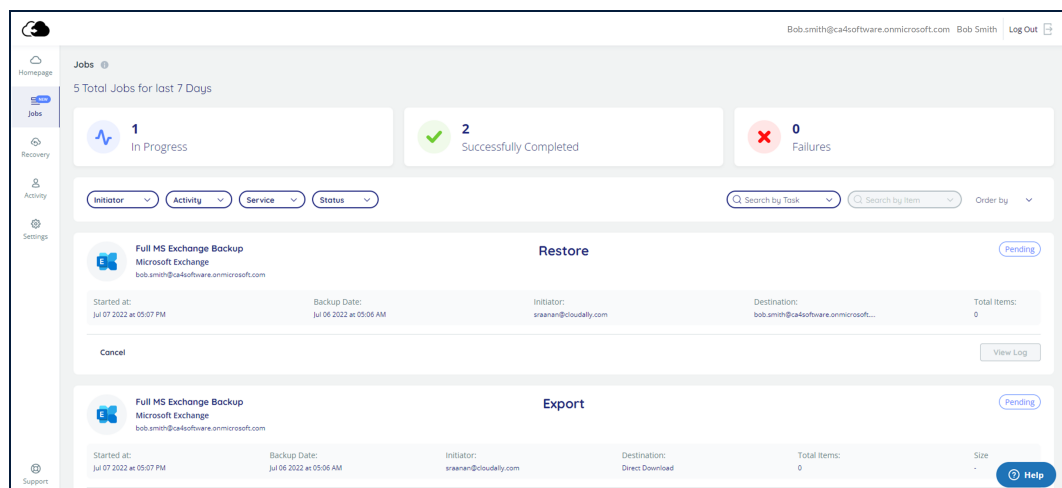 Bob.smith@ca4software.onmicrosoft.com Bob Smith Log Out
Homepage
NEW
Jobs
Recovery
Activity
Settings
Support
Jobs
5 Total Jobs for last 7 Days
1
In Progress
2
Successfully Completed
0
Failures
Initiator Activity Service Status Search by Task Search by Item Order by
Full MS Exchange Backup Restore Pending
Microsoft Exchange
bob.smith@ca4software.onmicrosoft.com
Started at: Backup Date: Initiator: Destination: Total Items:
Jul 07 2022 at 05:07 PM Jul 06 2022 at 05:06 AM sraanan@cloudally.com bob.smith@ca4software.onmicrosoft.... 0
Cancel View Log
Full MS Exchange Backup Export Pending
Microsoft Exchange
bob.smith@ca4software.onmicrosoft.com
Started at: Backup Date: Initiator: Destination: Total Items: Size
Jul 07 2022 at 05:07 PM Jul 06 2022 at 05:06 AM sraanan@cloudally.com Direct Download 0 -
Help